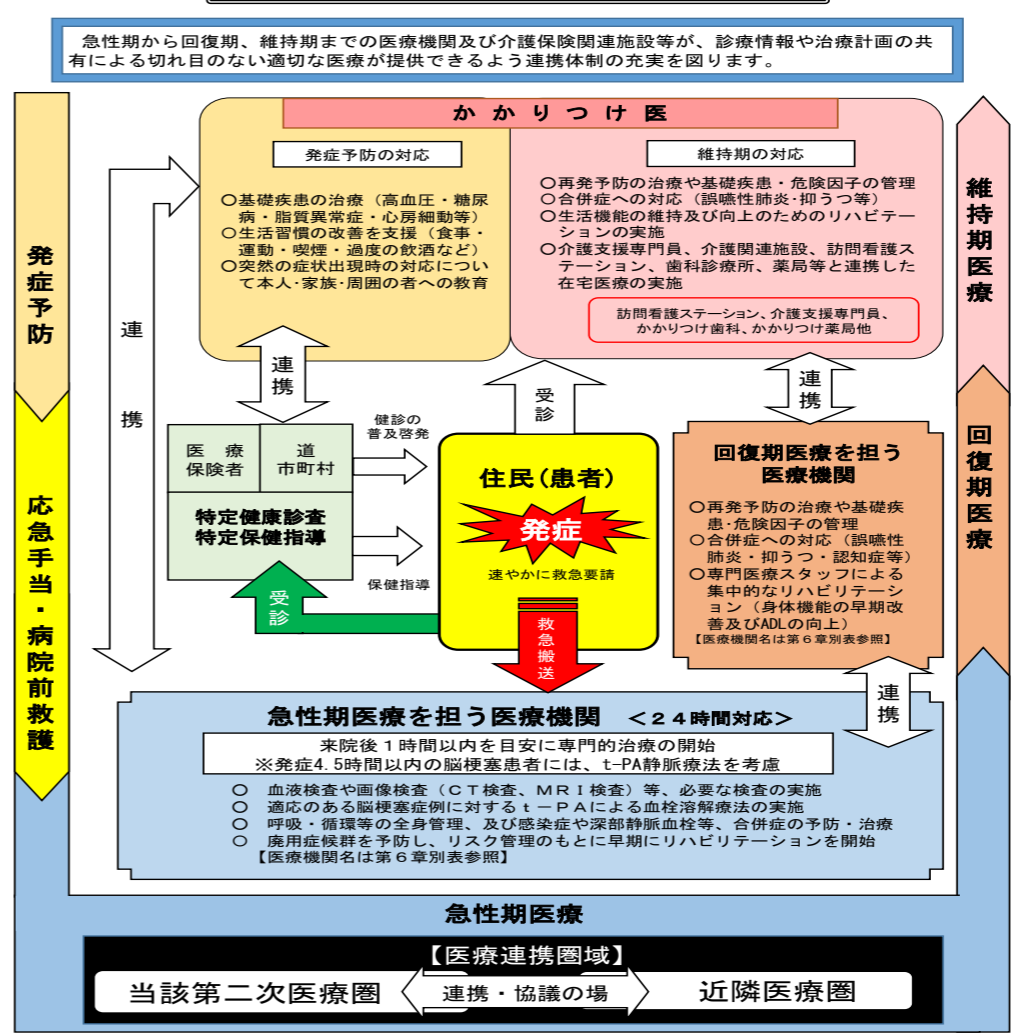 急性期から回復期、維持期までの医療機関及び介護保険関連施設等が、診療情報や治療計画の共
有による切れ目のない適切な医療が提供できるよう連携体制の充実を図ります。
かかりつけ医
発症予防の対応
○基礎疾患の治療（高血圧・糖尿
病・脂質異常症・心房細動等）
○生活習慣の改善を支援（食事・
運動・喫煙・過度の飲酒など）
○突然の症状出現時の対応につい
て本人・家族・周囲の者への教育
維持期の対応
○再発予防の治療や基礎疾患・危険因子の管理
○合併症への対応（誤嚥性肺炎・抑うつ等）
○生活機能の維持及び向上のためのリハビテー
ションの実施
○介護支援専門員、介護関連施設、訪問看護ス
テーション、歯科診療所、薬局等と連携した
在宅医療の実施
訪問看護ステーション、介護支援専門員、
かかりつけ歯科、かかりつけ薬局他
発症予防
応急手当・病院前救護
維持期医療
回復期医療
連携
連携
受診
連携
医療
保険者
道
市町村
特定健康診査
特定保健指導
健診の
普及啓発
保健指導
受診
住民(患者)
発症
速やかに救急要請
救急搬送
回復期医療を担う
医療機関
○再発予防の治療や基礎疾
患・危険因子の管理
○合併症への対応（誤嚥性
肺炎・抑うつ・認知症等）
○専門医療スタッフによる
集中的なリハビリテーシ
ョン（身体機能の早期改
善及びADLの向上）
【医療機関名は第６章別表参照】
連携
急性期医療を担う医療機関　＜２４時間対応＞
来院後１時間以内を目安に専門的治療の開始
※発症4.5時間以内の脳梗塞患者には、t-PA静脈療法を考慮
○　血液検査や画像検査（ＣＴ検査、ＭＲＩ検査）等、必要な検査の実施
○　適応のある脳梗塞症例に対するｔ－ＰＡによる血栓溶解療法の実施
○　呼吸・循環等の全身管理、及び感染症や深部静脈血栓等、合併症の予防・治療
○　廃用症候群を予防し、リスク管理のもとに早期にリハビリテーションを開始
【医療機関名は第６章別表参照】
急性期医療
【医療連携圏域】
当該第二次医療圏
連携・協議の場
近隣医療圏